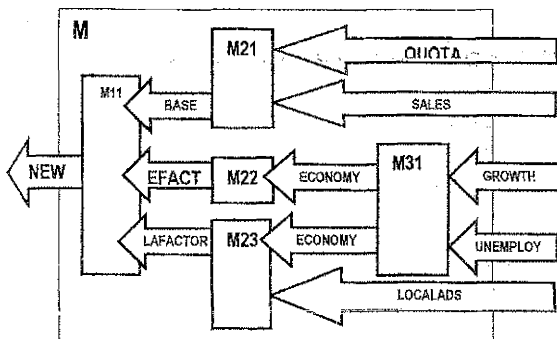 M
M21
QUOTA
M11
BASE
SALES
NEW
EFACT
M22
ECONOMY
M31
GROWTH
LAFACTOR
M23
ECONOMY
UNEMPLOY
LOCALADS